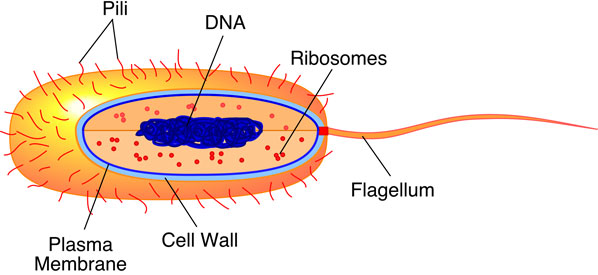 Pili
DNA
Ribosomes
Flagellum
Cell Wall
Plasma
Membrane